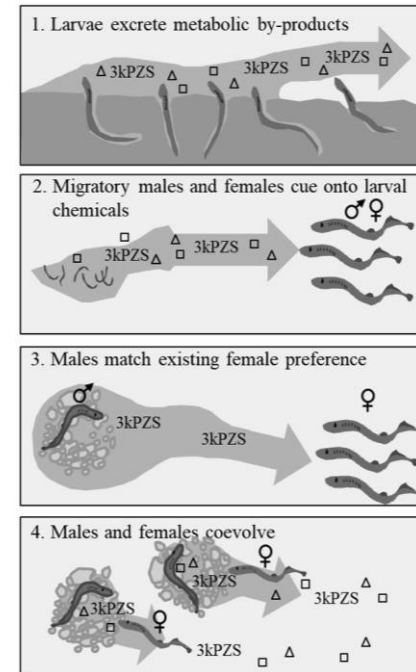 1. Larvae excrete metabolic by-products
3kPZS 3kPZS 3kPZS
2. Migratory males and females cue onto larval
chemicals
♂♀
3kPZS 3kPZS
3. Males match existing female preference
♂ ♀
3kPZS
3kPZS
4. Males and females coevolve
♀
3kPZS
3kPZS ♀ 3kPZS
3kPZS